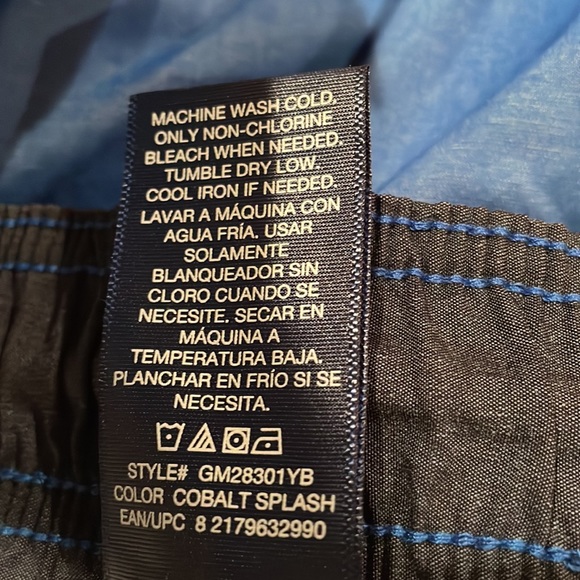 MACHINE WASH COLD.
ONLY NON-CHLORINE
BLEACH WHEN NEEDED.
TUMBLE DRY LOW.
COOL IRON IF NEEDED.
LAVAR A MÁQUINA CON
AGUA FRÍA. USAR
SOLAMENTE
BLANQUEADOR SIN
CLORO CUANDO SE
NECESITE. SECAR EN
MÁQUINA A
TEMPERATURA BAJA.
PLANCHAR EN FRÍO SI SE
NECESITA.
STYLE# GM28301YB
COLOR COBALT SPLASH
EAN/UPC 8 2179632990